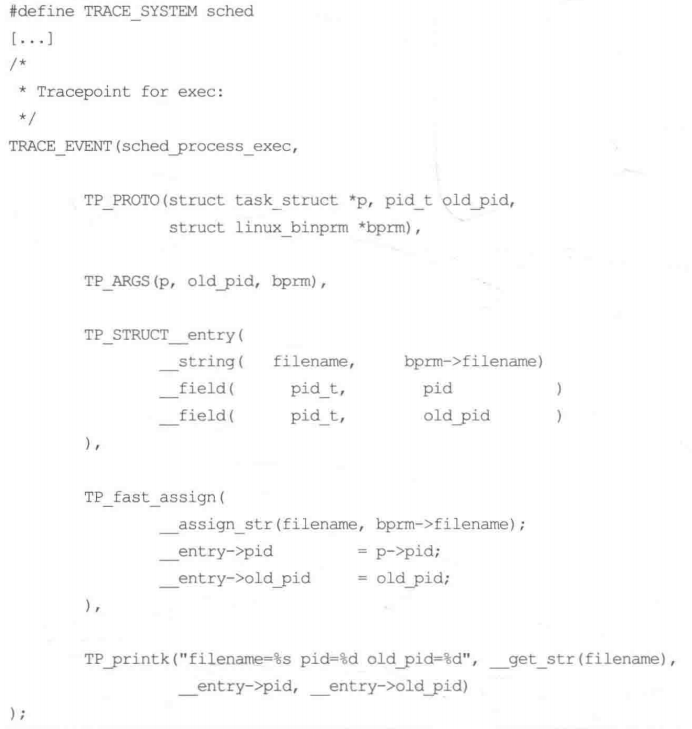 #define TRACE_SYSTEM sched
[...]
/*
 * Tracepoint for exec:
 */
TRACE_EVENT(sched_process_exec,
TP_PROTO(struct task_struct *p, pid_t old_pid,
struct linux_binprm *bprm),
TP_ARGS(p, old_pid, bprm),
TP_STRUCT__entry(
__string( filename, bprm->filename)
__field( pid_t, pid )
__field( pid_t, old_pid )
),
TP_fast_assign(
__assign_str(filename, bprm->filename);
__entry->pid = p->pid;
__entry->old_pid = old_pid;
),
TP_printk("filename=%s pid=%d old_pid=%d", __get_str(filename),
__entry->pid, __entry->old_pid)
);